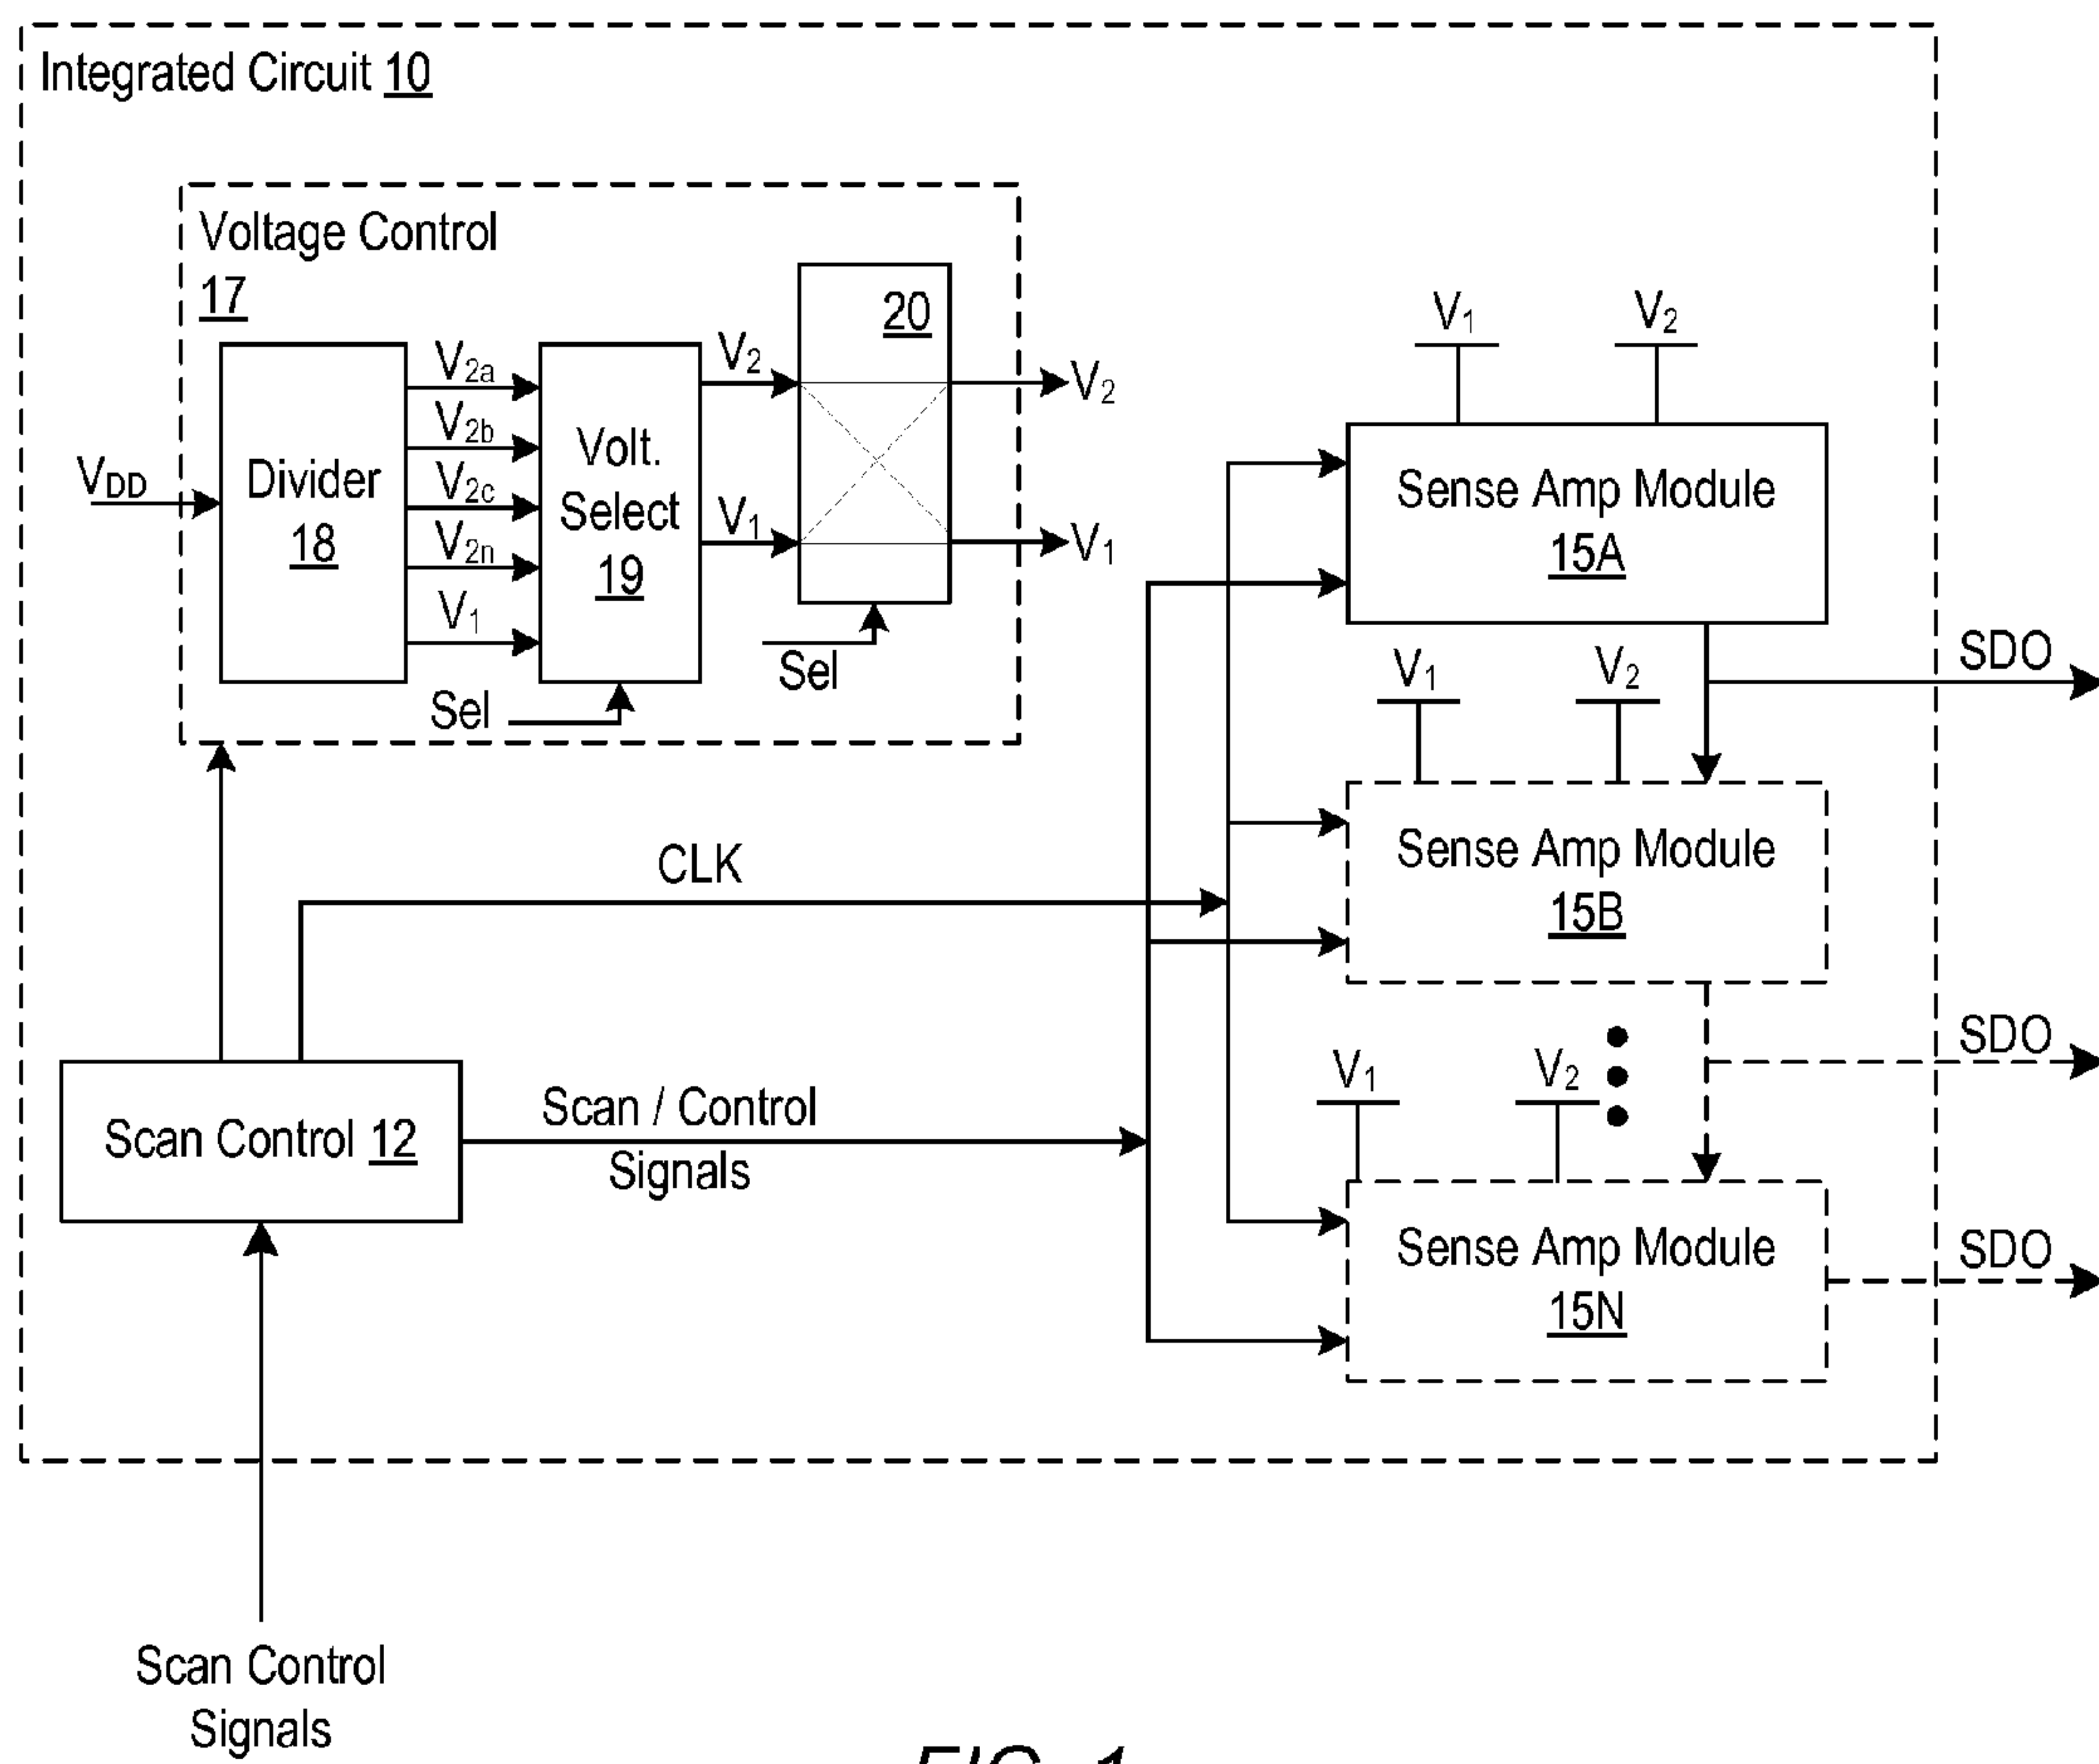 Integrated Circuit 10
Voltage Control
17
20
V1
V2
V2a
V2
V2
V2b
Volt.
VDD
Divider
V2c
Select
18
V2n
V1
V1
19
V1
Sel
Sel
Sense Amp Module
15A
SDO
V1
V2
CLK
Sense Amp Module
15B
SDO
V1
V2
Scan Control 12
Scan / Control
Signals
Sense Amp Module
15N
SDO
Scan Control
Signals
FIG. 1